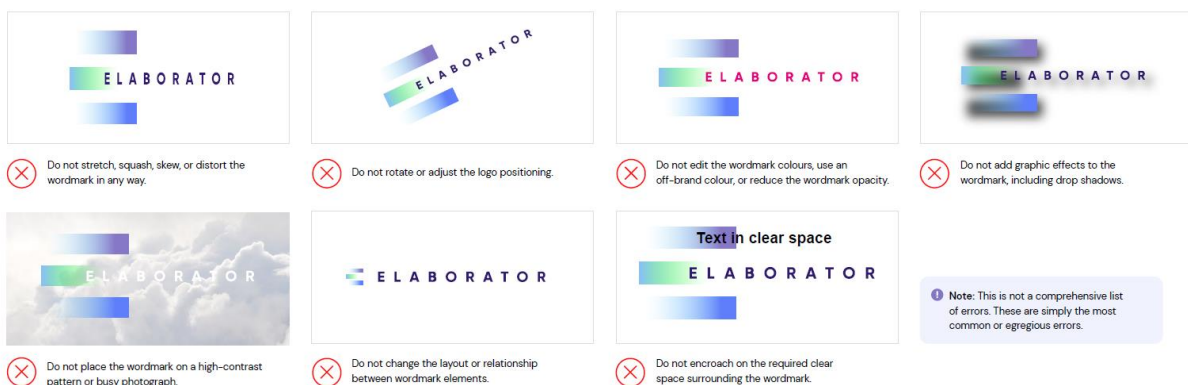 ELABORATOR
ELABORATOR
ELABORATOR
ELABORATOR
Do not stretch, squash, skew, or distort the
wordmark in any way.
Do not rotate or adjust the logo positioning.
Do not edit the wordmark colours, use an
off-brand colour, or reduce the wordmark opacity.
Do not add graphic effects to the
wordmark, including drop shadows.
ELABORATOR
ELABORATOR
Text in clear space
ELABORATOR
Note: This is not a comprehensive list
of errors. These are simply the most
common or egregious errors.
Do not place the wordmark on a high-contrast
pattern or busy photograph.
Do not change the layout or relationship
between wordmark elements.
Do not encroach on the required clear
space surrounding the wordmark.